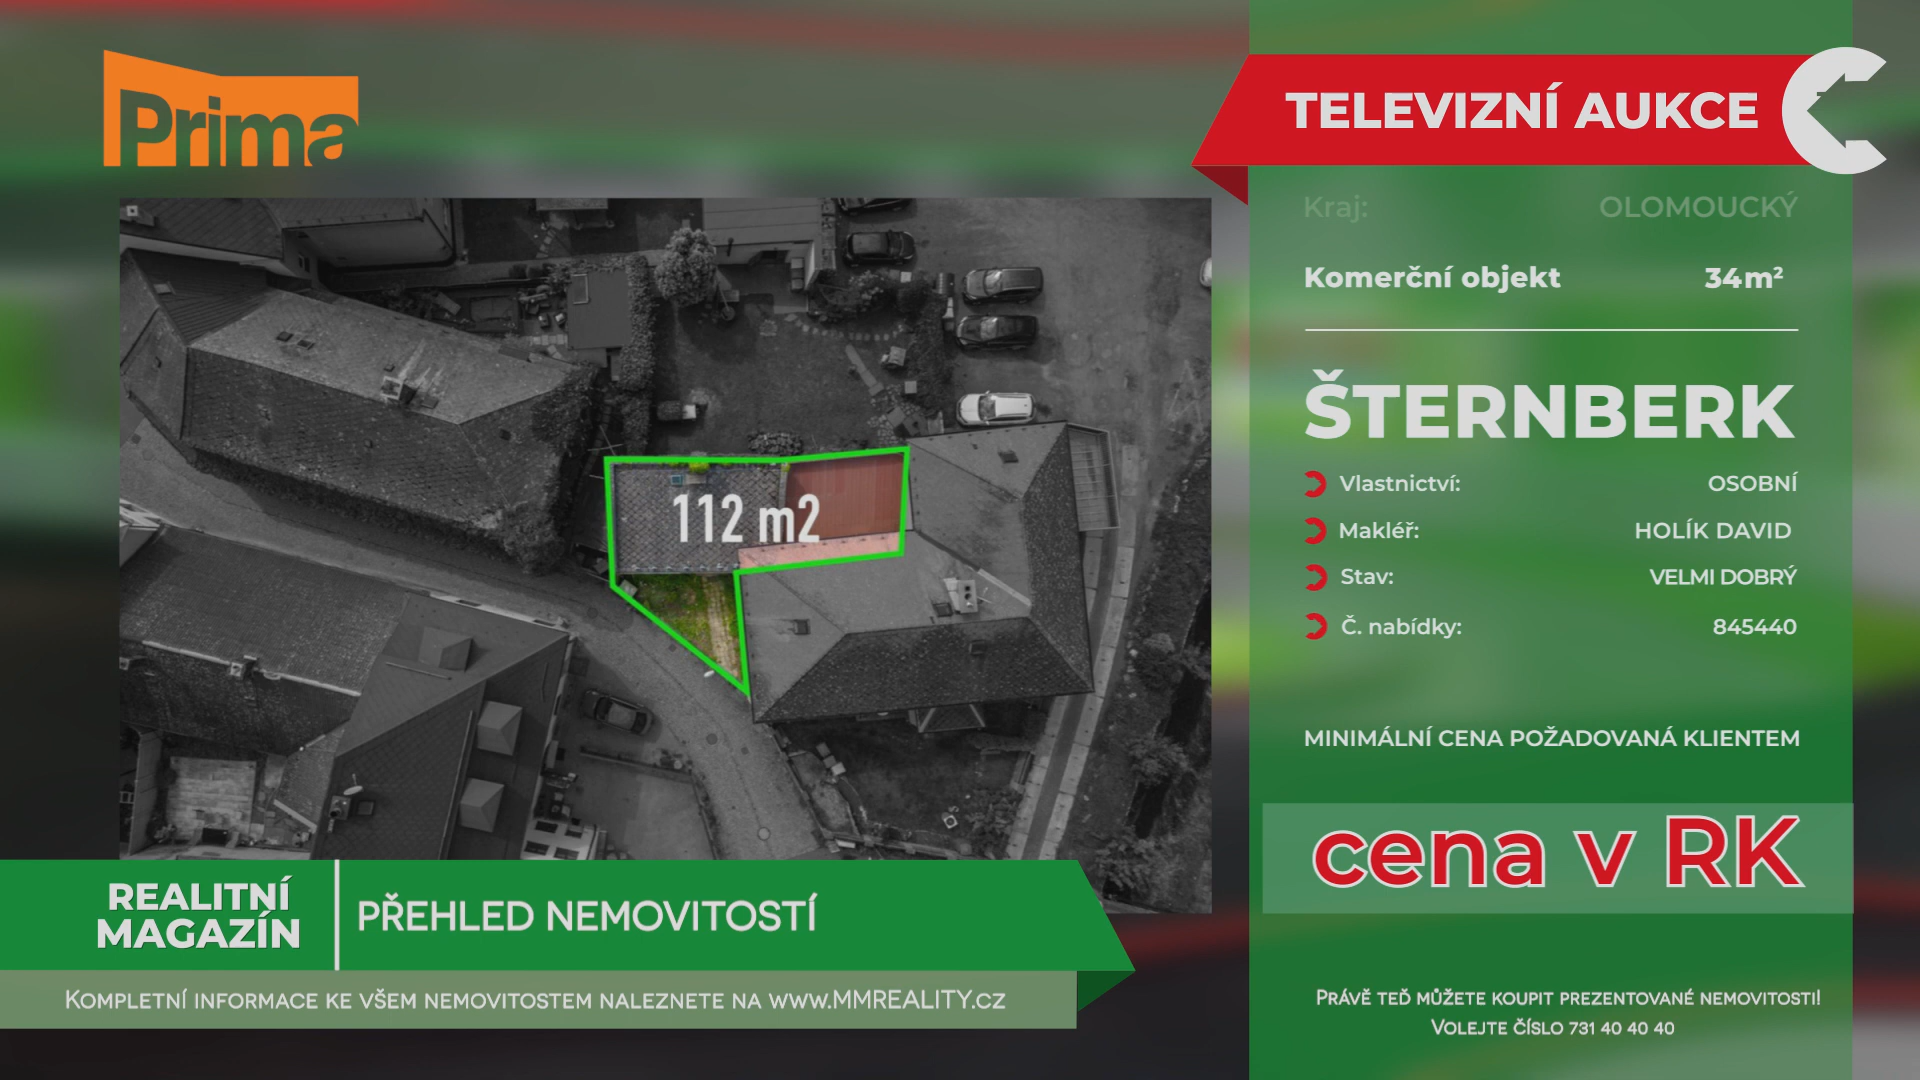 Prima
TELEVIZNÍ AUKCE
Kraj: OLOMOUCKÝ
Komerční objekt 34m²
ŠTERNBERK
Vlastnictví: OSOBNÍ
Makléř: HOLÍK DAVID
Stav: VELMI DOBRÝ
Č. nabídky: 845440
MINIMÁLNÍ CENA POŽADOVANÁ KLIENTEM
cena v RK
PRÁVĚ TEĎ MŮŽETE KOUPIT PREZENTOVANÉ NEMOVITOSTI!
VOLEJTE ČÍSLO 731 40 40 40
112 m2
REALITNÍ
MAGAZÍN
PŘEHLED NEMOVITOSTÍ
KOMPLETNÍ INFORMACE KE VŠEM NEMOVITOSTEM NALEZNETE NA WWW.MMREALITY.CZ